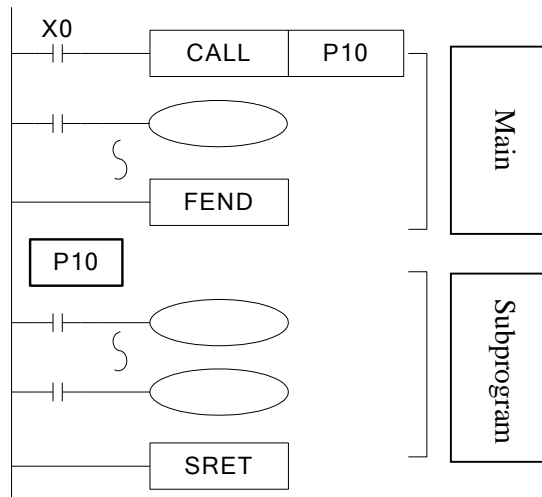 X0
CALL P10
FEND
Main
P10
SRET
Subprogram